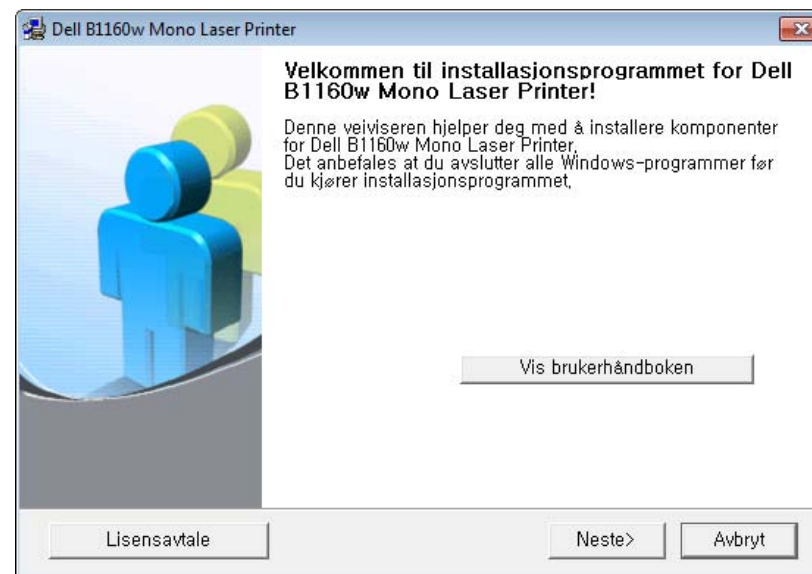 Dell B1160w Mono Laser Printer
Velkommen til installasjonsprogrammet for Dell
B1160w Mono Laser Printer!
Denne veiviseren hjelper deg med å installere komponenter
for Dell B1160w Mono Laser Printer,
Det anbefales at du avslutter alle Windows-programmer før
du kjører installasjonsprogrammet,
Vis brukerhåndboken
Lisensavtale
Neste>
Avbryt